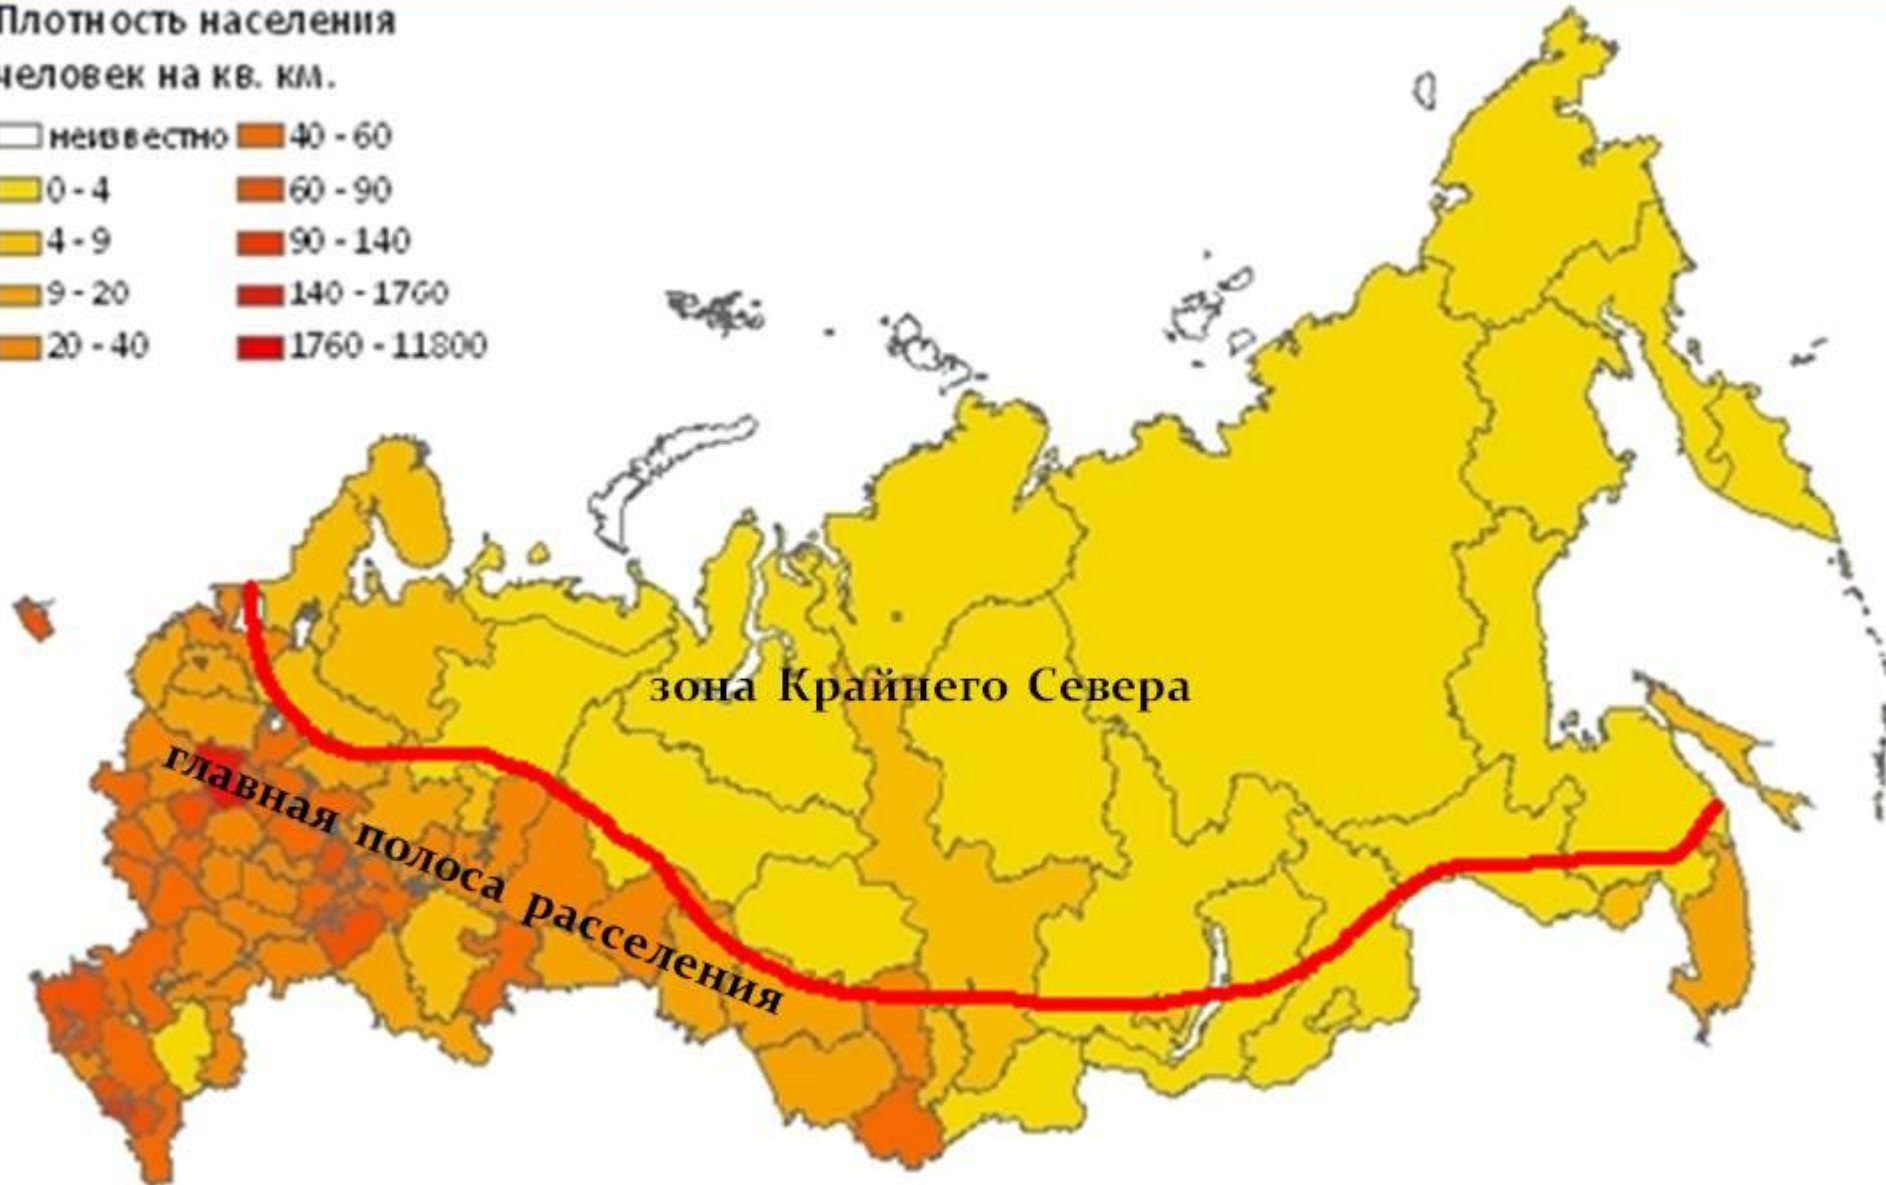 Плотность населения
человек на кв. км.
неизвестно
0 - 4
4 - 9
9 - 20
20 - 40
40 - 60
60 - 90
90 - 140
140 - 1760
1760 - 11800
зона Крайнего Севера
главная полоса расселения